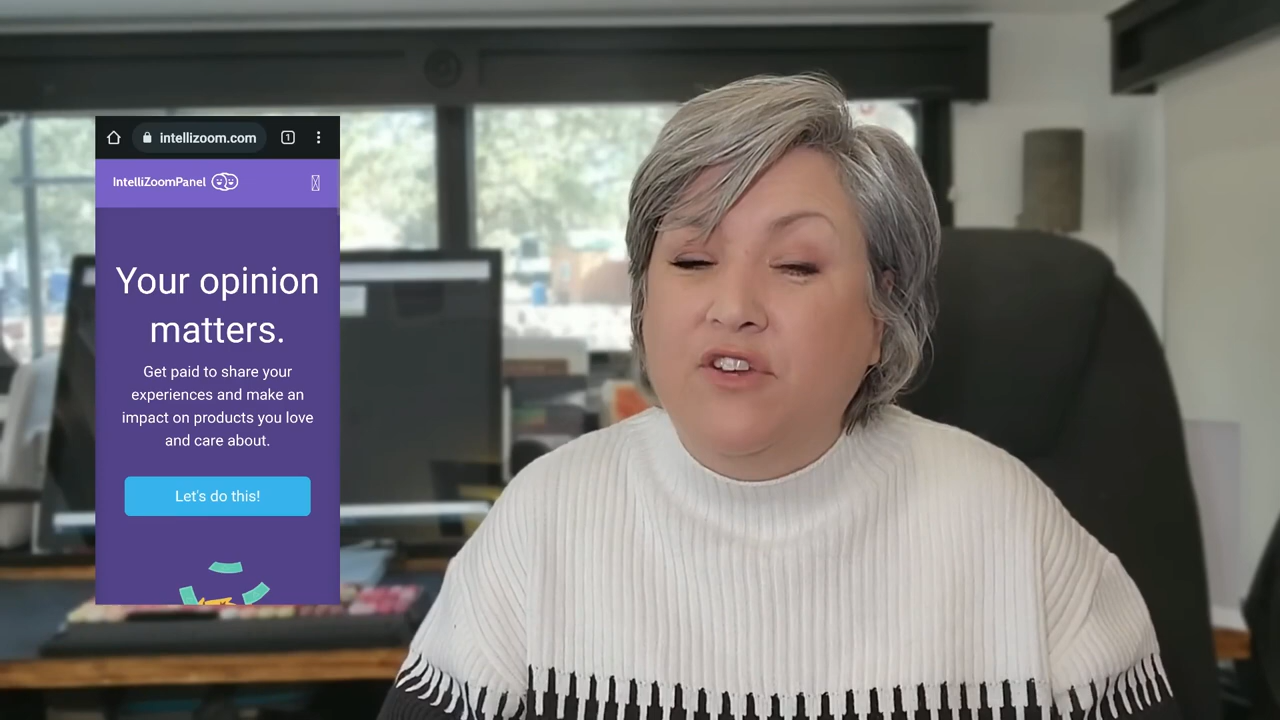 intellizoom.com
1
IntelliZoomPanel
Your opinion
matters.
Get paid to share your
experiences and make an
impact on products you love
and care about.
Let's do this!